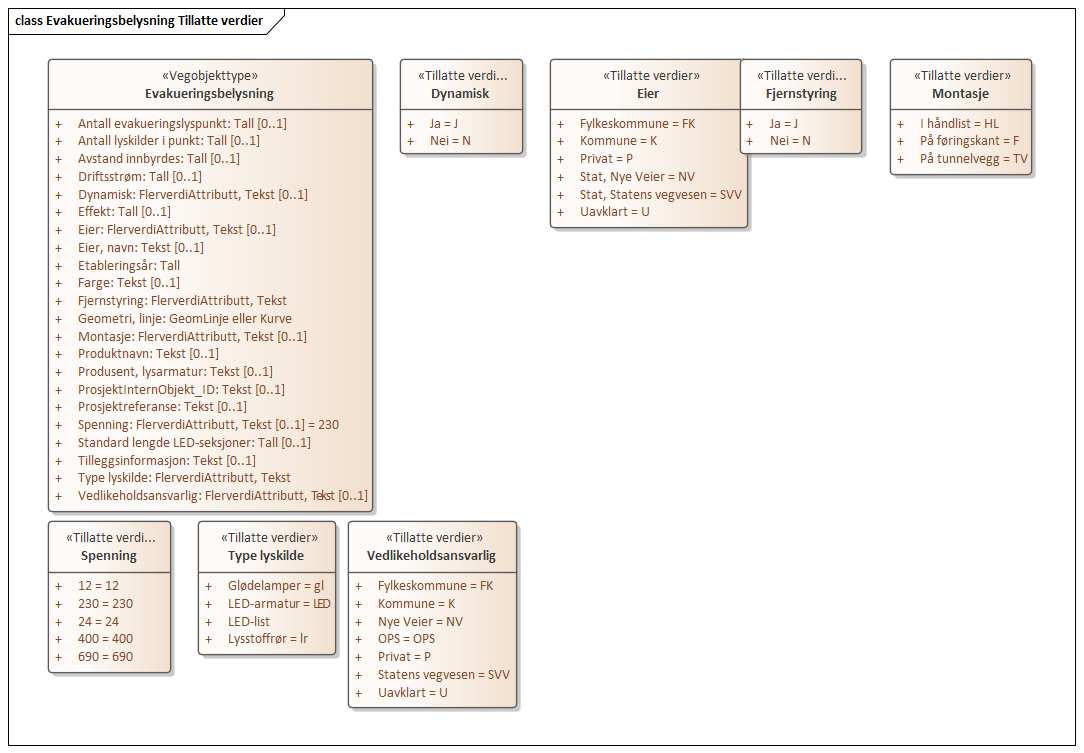 class Evakueringsbelysning Tillatte verdier
«Vegobjekttype»
Evakueringsbelysning
+ Antall evakueringslyspunkt: Tall [0..1]
+ Antall lyskilder i punkt: Tall [0..1]
+ Avstand innbyrdes: Tall [0..1]
+ Driftsstrøm: Tall [0..1]
+ Dynamisk: FlerverdiAttributt, Tekst [0..1]
+ Effekt: Tall [0..1]
+ Eier: FlerverdiAttributt, Tekst [0..1]
+ Eier, navn: Tekst [0..1]
+ Etableringsår: Tall
+ Farge: Tekst [0..1]
+ Fjernstyring: FlerverdiAttributt, Tekst
+ Geometri, linje: GeomLinje eller Kurve
+ Montasje: FlerverdiAttributt, Tekst [0..1]
+ Produktnavn: Tekst [0..1]
+ Produsent, lysarmatur: Tekst [0..1]
+ ProsjektInternObjekt_ID: Tekst [0..1]
+ Prosjektreferanse: Tekst [0..1]
+ Spenning: FlerverdiAttributt, Tekst [0..1] = 230
+ Standard lengde LED-seksjoner: Tall [0..1]
+ Tilleggsinformasjon: Tekst [0..1]
+ Type lyskilde: FlerverdiAttributt, Tekst
+ Vedlikeholdsansvarlig: FlerverdiAttributt, Tekst [0..1]
«Tillatte verdi...
Dynamisk
+ Ja = J
+ Nei = N
«Tillatte verdier»
Eier
+ Fylkeskommune = FK
+ Kommune = K
+ Privat = P
+ Stat, Nye Veier = NV
+ Stat, Statens vegvesen = SVV
+ Uavklart = U
«Tillatte verdi...
Fjernstyring
+ Ja = J
+ Nei = N
«Tillatte verdier»
Montasje
+ I håndlist = HL
+ På føringskant = F
+ På tunnelvegg = TV
«Tillatte verdi...
Spenning
+ 12 = 12
+ 230 = 230
+ 24 = 24
+ 400 = 400
+ 690 = 690
«Tillatte verdier»
Type lyskilde
+ Glødelamper = gl
+ LED-armatur = LED
+ LED-list
+ Lysstoffrør = lr
«Tillatte verdier»
Vedlikeholdsansvarlig
+ Fylkeskommune = FK
+ Kommune = K
+ Nye Veier = NV
+ OPS = OPS
+ Privat = P
+ Statens vegvesen = SVV
+ Uavklart = U